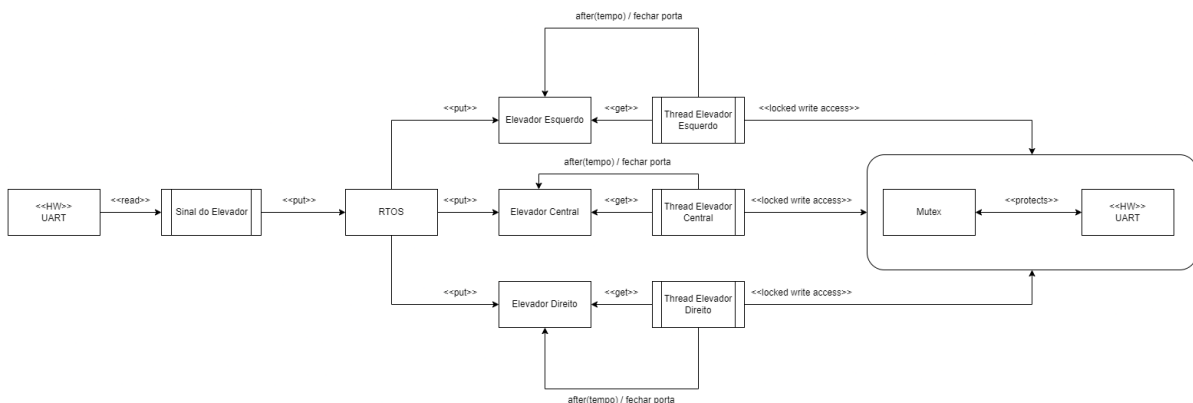 after(tempo) / fechar porta
<<put>>
Elevador Esquerdo
<<get>>
Thread Elevador
Esquerdo
<<locked write access>>
after(tempo) / fechar porta
<<HW>>
UART
<<read>>
Sinal do Elevador
<<put>>
RTOS
<<put>>
Elevador Central
<<get>>
Thread Elevador
Central
<<locked write access>>
Mutex
<<protects>>
<<HW>>
UART
<<put>>
Elevador Direito
<<get>>
Thread Elevador
Direito
<<locked write access>>
after(tempo) / fechar porta